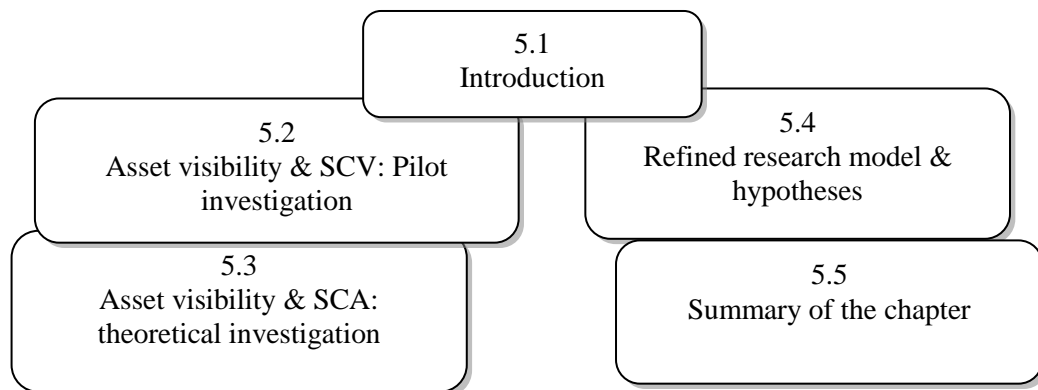 5.1
Introduction
5.2
Asset visibility & SCV: Pilot
investigation
5.3
Asset visibility & SCA:
theoretical investigation
5.4
Refined research model &
hypotheses
5.5
Summary of the chapter